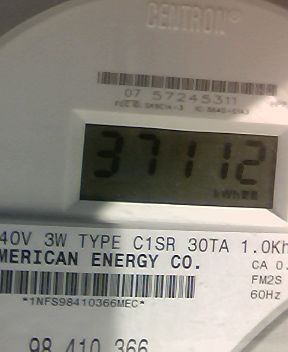 CENTRON®
07 57245311
37112
kWh
40V 3W TYPE C1SR 30TA 1.0Kh
MERICAN ENERGY CO.
CA 0.
FM2S
60Hz
*1NFS98410366MEC*
98 410 366